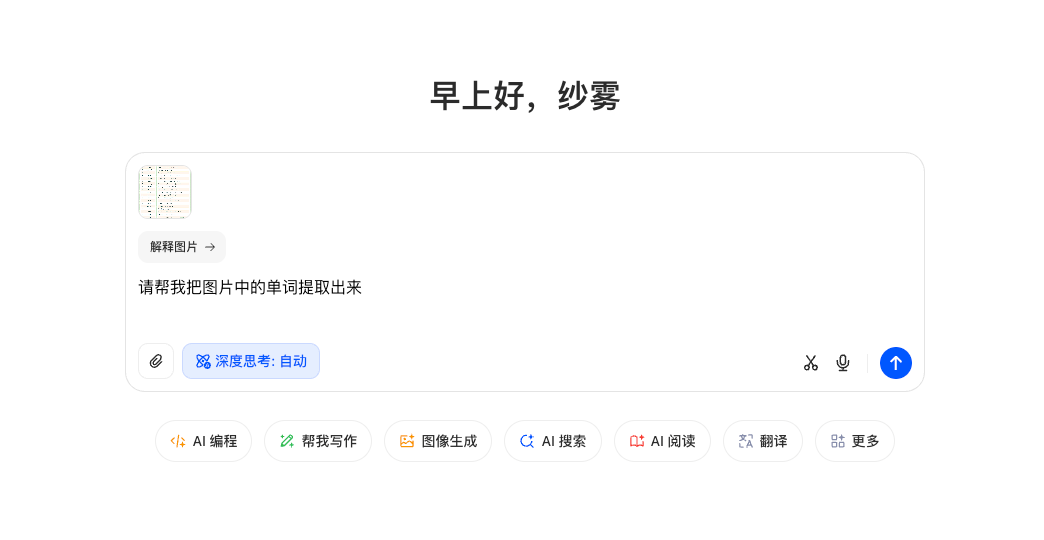 早上好，纱雾
解释图片 →
请帮我把图片中的单词提取出来
深度思考: 自动
AI 编程
帮我写作
图像生成
AI 搜索
AI 阅读
翻译
更多